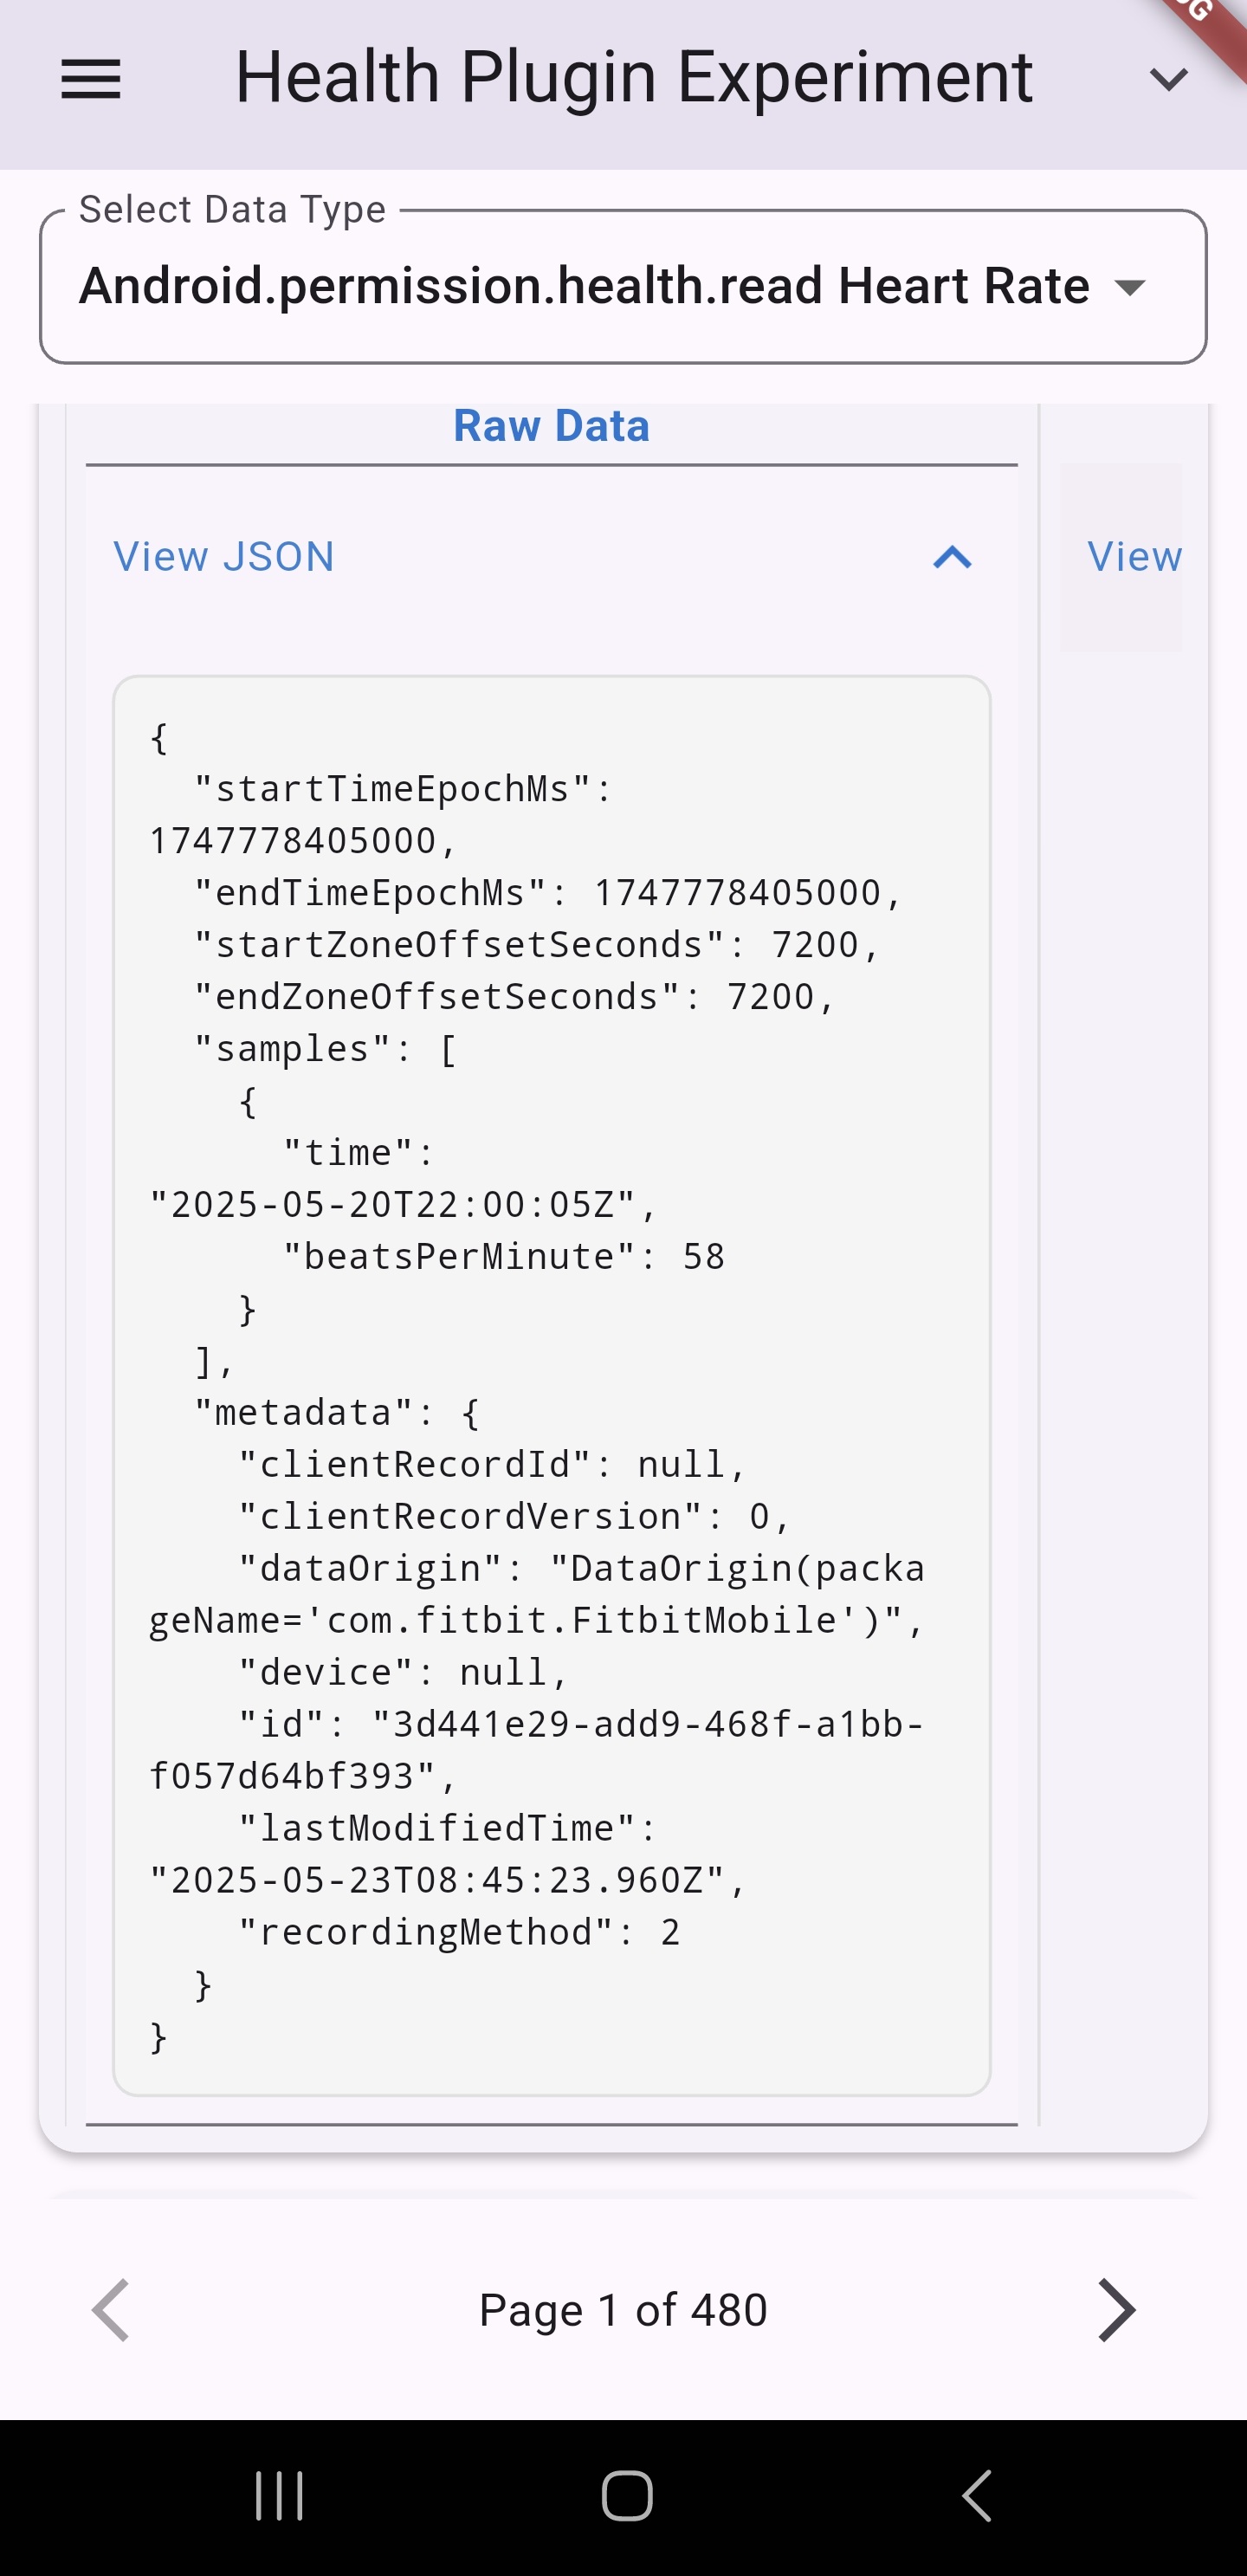 Health Plugin Experiment
Select Data Type
Android.permission.health.read Heart Rate
Raw Data
View JSON
View
{
  "startTimeEpochMs":
1747778405000,
  "endTimeEpochMs": 1747778405000,
  "startZoneOffsetSeconds": 7200,
  "endZoneOffsetSeconds": 7200,
  "samples": [
    {
      "time":
"2025-05-20T22:00:05Z",
      "beatsPerMinute": 58
    }
  ],
  "metadata": {
    "clientRecordId": null,
    "clientRecordVersion": 0,
    "dataOrigin": "DataOrigin(packa
geName='com.fitbit.FitbitMobile')",
    "device": null,
    "id": "3d441e29-add9-468f-a1bb-
f057d64bf393",
    "lastModifiedTime":
"2025-05-23T08:45:23.960Z",
    "recordingMethod": 2
  }
}
Page 1 of 480